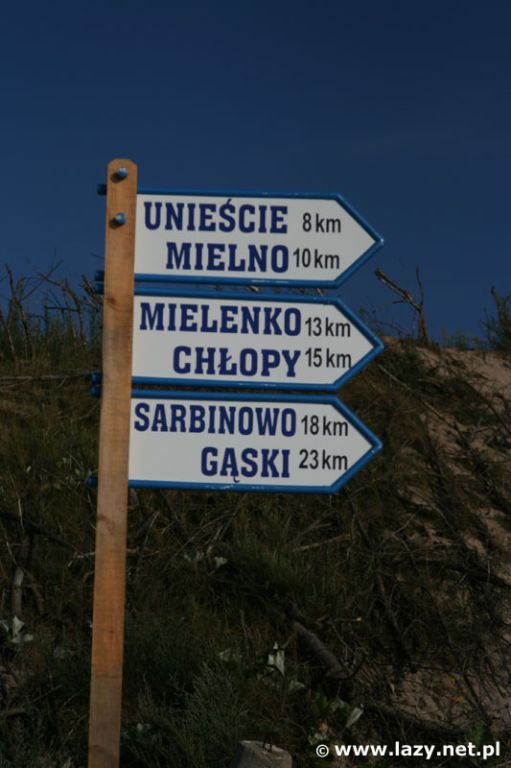 UNIEŚCIE 8 km
MIELNO 10 km
MIELENKO 13 km
CHŁOPY 15 km
SARBINOWO 18 km
GĄSKI 23 km
© www.lazy.net.pl